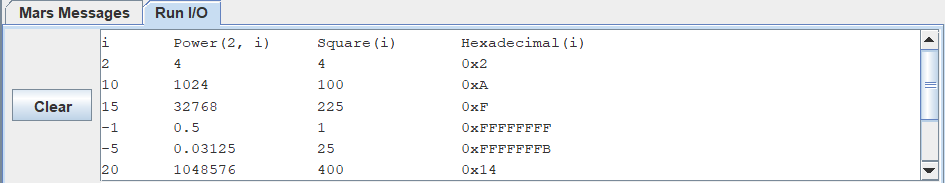 Mars Messages Run I/O
i Power(2, i) Square(i) Hexadecimal(i)
2 4 4 0x2
10 1024 100 0xA
Clear
15 32768 225 0xF
-1 0.5 1 0xFFFFFFFF
-5 0.03125 25 0xFFFFFFFB
20 1048576 400 0x14